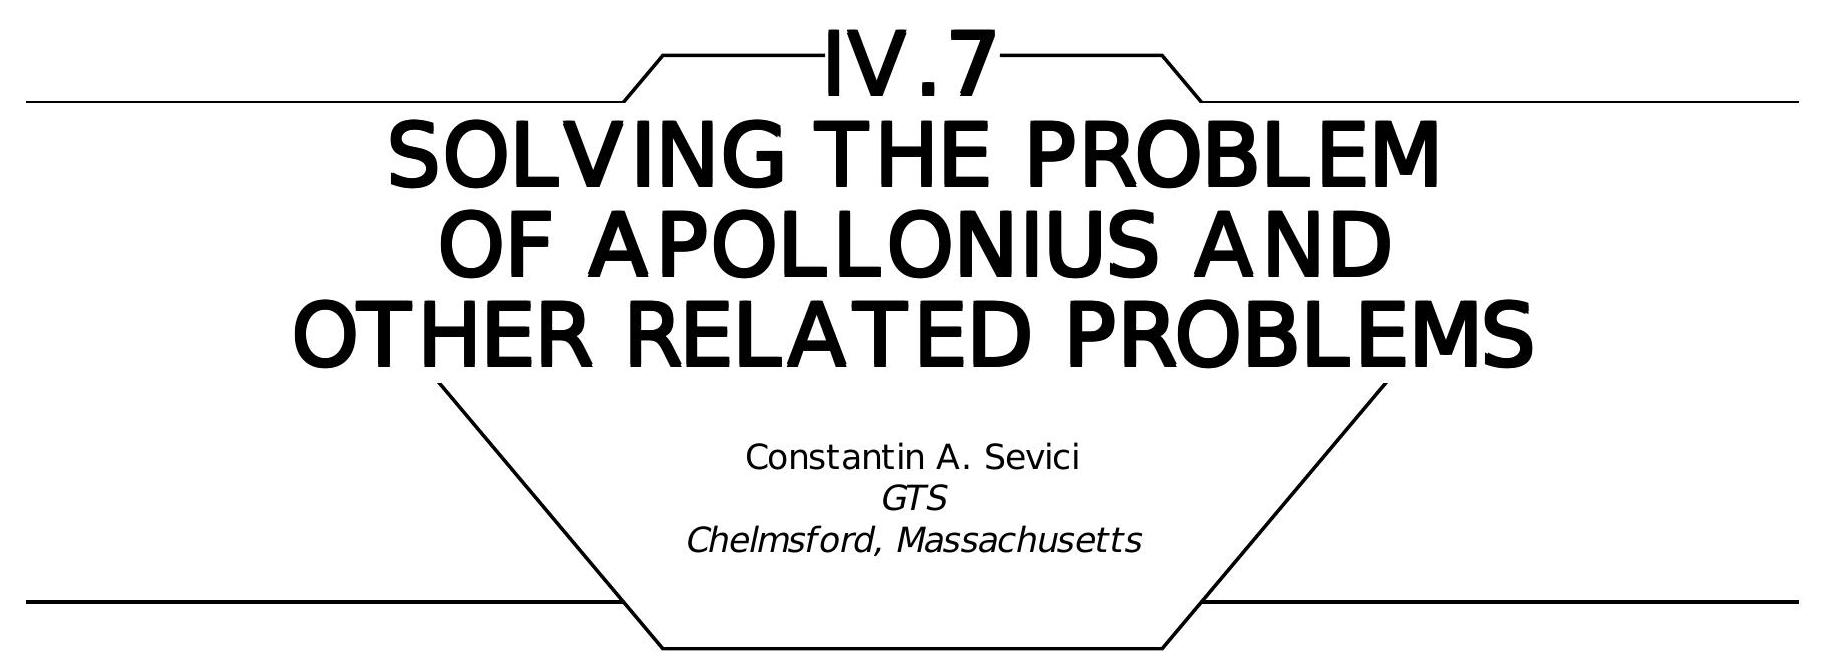 IV.7
SOLVING THE PROBLEM
OF APOLLONIUS AND
OTHER RELATED PROBLEMS
Constantin A. Sevici
GTS
Chelmsford, Massachusetts